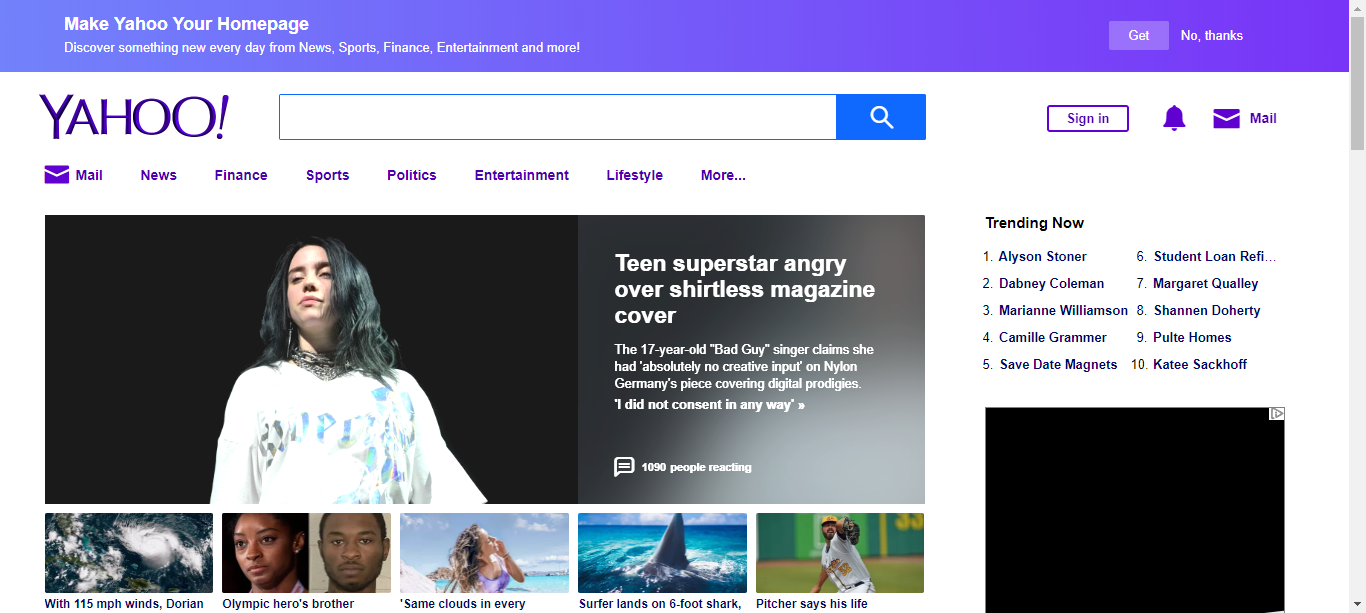 Make Yahoo Your Homepage
Discover something new every day from News, Sports, Finance, Entertainment and more!
Get
No, thanks
YAHOO!
Sign in
Mail
Mail
News
Finance
Sports
Politics
Entertainment
Lifestyle
More...
Teen superstar angry
over shirtless magazine
cover
The 17-year-old "Bad Guy" singer claims she
had 'absolutely no creative input' on Nylon
Germany's piece covering digital prodigies.
'I did not consent in any way' »
1090 people reacting
With 115 mph winds, Dorian
Olympic hero's brother
'Same clouds in every
Surfer lands on 6-foot shark,
Pitcher says his life
Trending Now
1. Alyson Stoner
2. Dabney Coleman
3. Marianne Williamson
4. Camille Grammer
5. Save Date Magnets
6. Student Loan Refi...
7. Margaret Qualley
8. Shannen Doherty
9. Pulte Homes
10. Katee Sackhoff